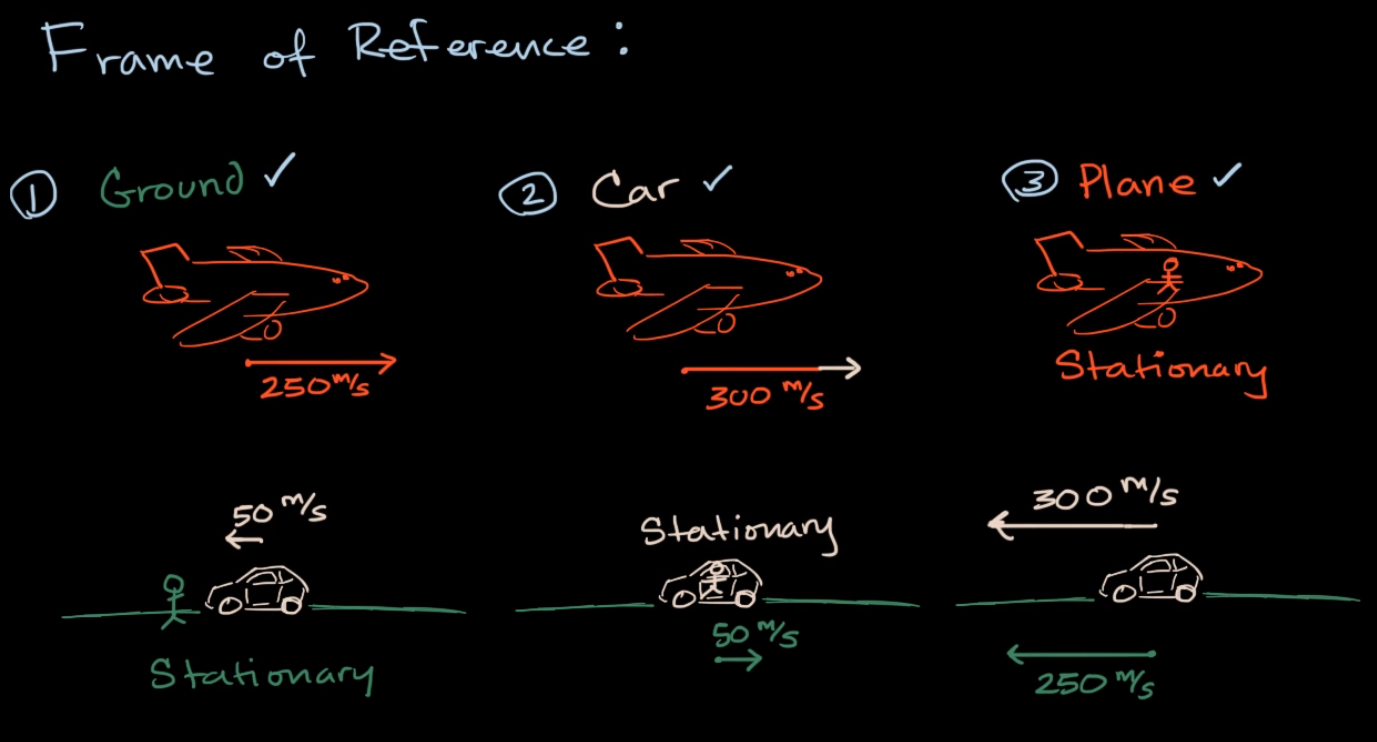 Frame of Reference:
① Ground ✓
② Car ✓
③ Plane ✓
250 m/s
300 m/s
Stationary
50 m/s
Stationary
300 m/s
Stationary
50 m/s
250 m/s